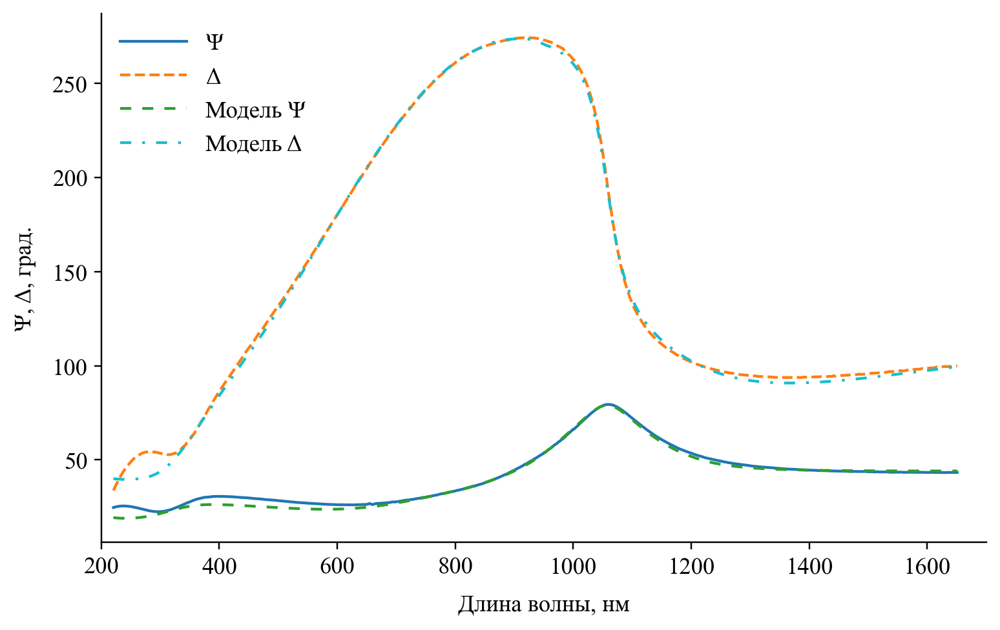 Ψ
Δ
Модель Ψ
Модель Δ
250
200
150
100
50
Ψ, Δ, град.
200 400 600 800 1000 1200 1400 1600
Длина волны, нм